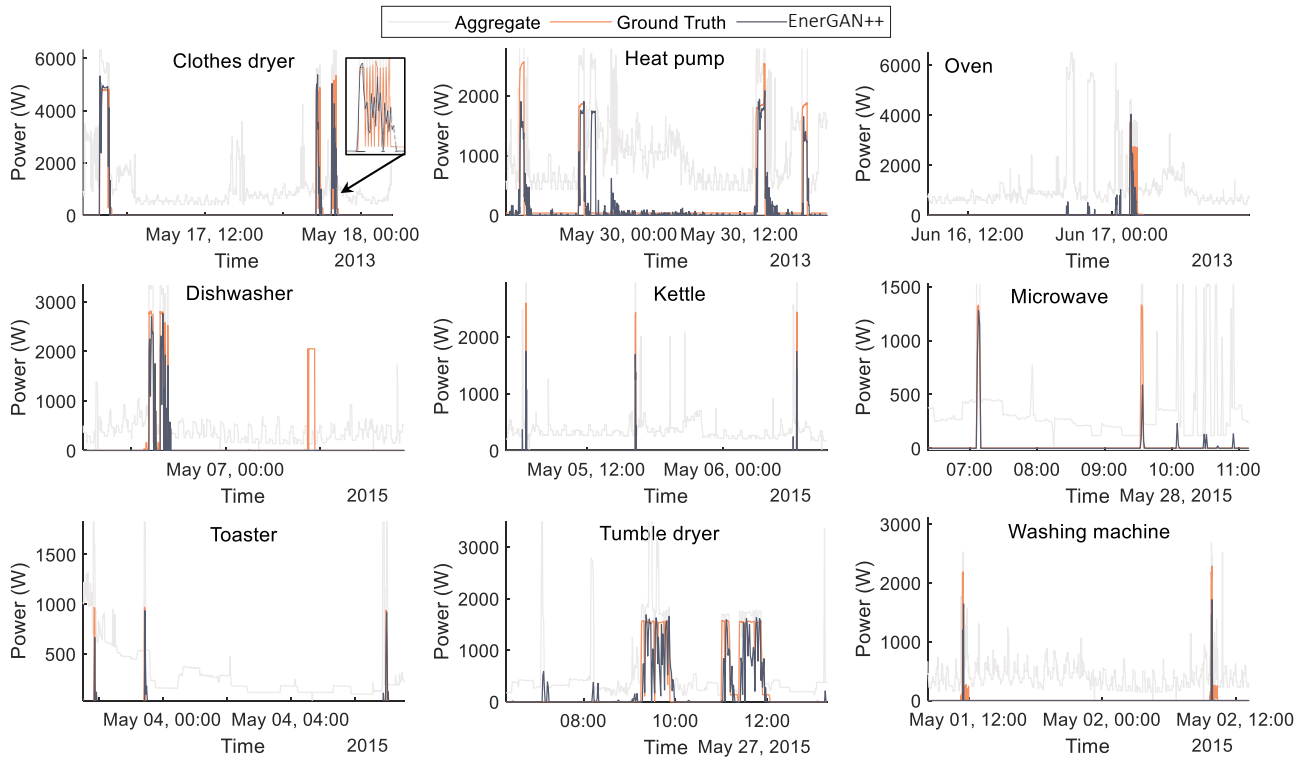 Aggregate Ground Truth EnerGAN++
Clothes dryer
Power (W)
6000
4000
2000
0
May 17, 12:00 May 18, 00:00
Time 2013
Heat pump
Power (W)
2000
1000
0
May 30, 00:00 May 30, 12:00
Time 2013
Oven
Power (W)
6000
4000
2000
0
Jun 16, 12:00 Jun 17, 00:00
Time 2013
Dishwasher
Power (W)
3000
2000
1000
0
May 07, 00:00
Time 2015
Kettle
Power (W)
2000
1000
0
May 05, 12:00 May 06, 00:00
Time 2015
Microwave
Power (W)
1500
1000
500
0
07:00 08:00 09:00 10:00 11:00
Time May 28, 2015
Toaster
Power (W)
1500
1000
500
May 04, 00:00 May 04, 04:00
Time 2015
Tumble dryer
Power (W)
3000
2000
1000
0
08:00 10:00 12:00
Time May 27, 2015
Washing machine
Power (W)
3000
2000
1000
0
May 01, 12:00 May 02, 00:00 May 02, 12:00
Time 2015